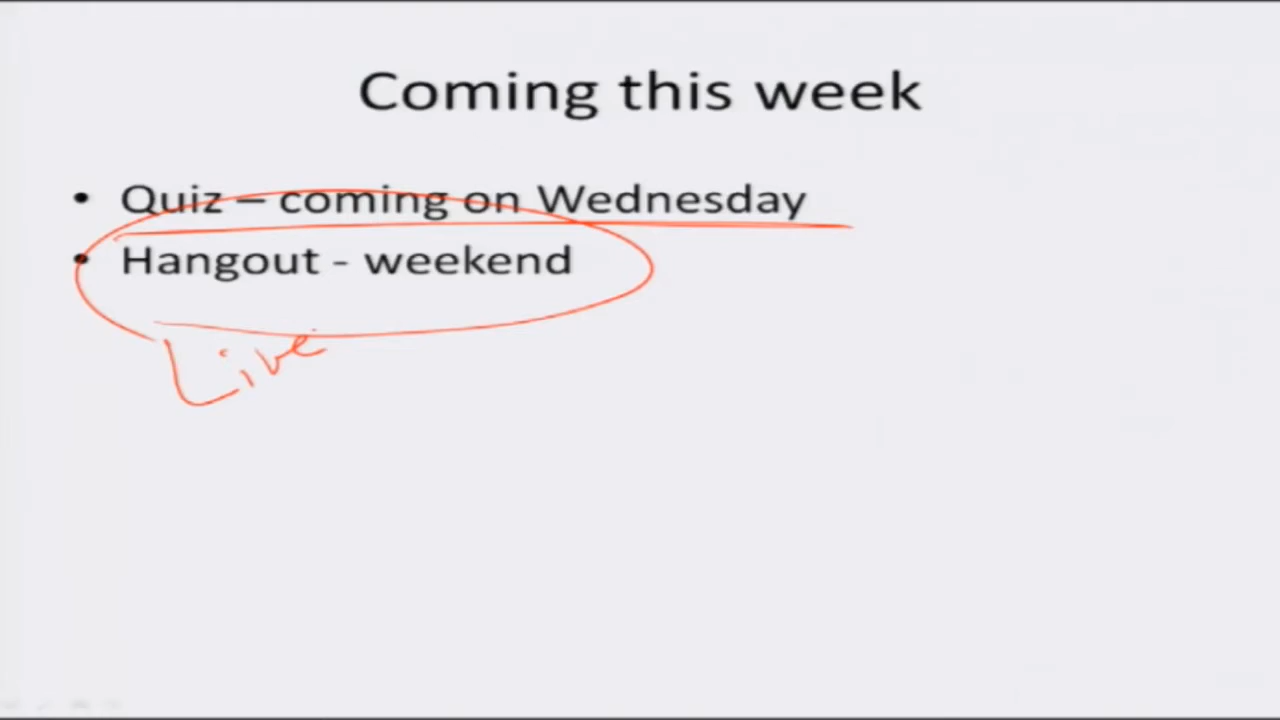 Coming this week
• Quiz – coming on Wednesday
• Hangout - weekend
Live